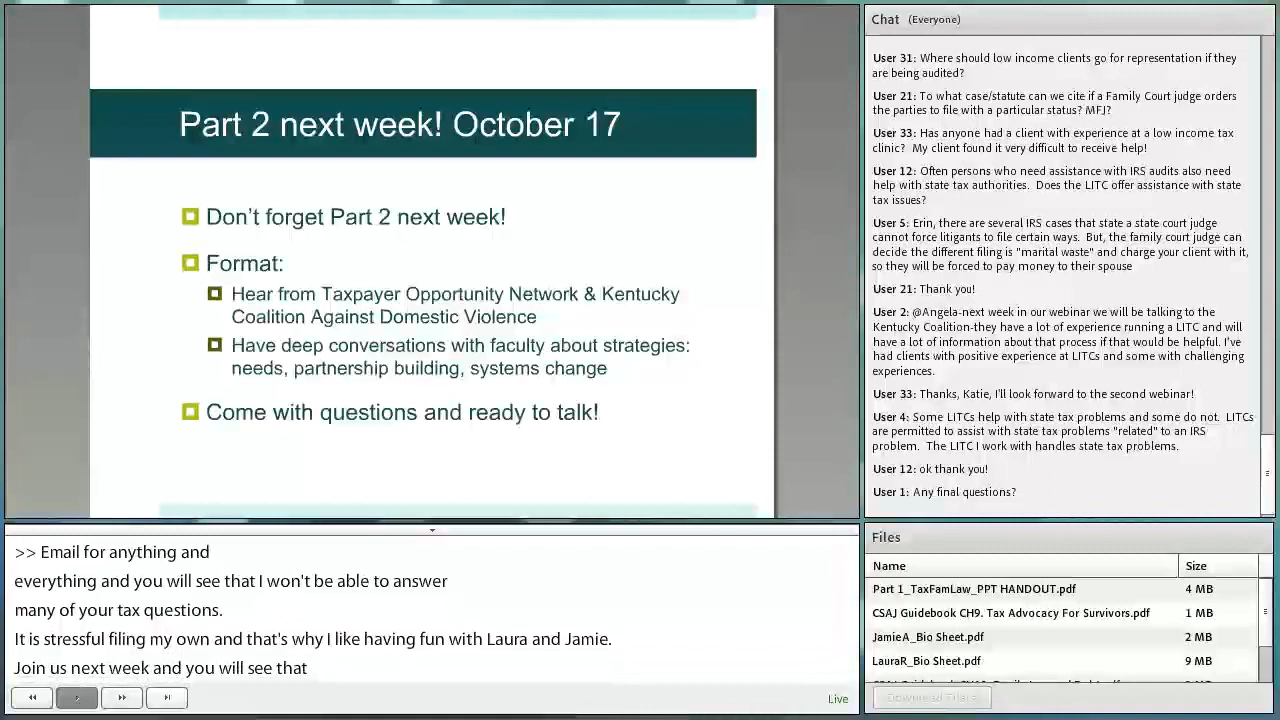 Part 2 next week! October 17
Don't forget Part 2 next week!
Format:
Hear from Taxpayer Opportunity Network & Kentucky
Coalition Against Domestic Violence
Have deep conversations with faculty about strategies:
needs, partnership building, systems change
Come with questions and ready to talk!
>> Email for anything and
everything and you will see that I won't be able to answer
many of your tax questions.
It is stressful filing my own and that's why I like having fun with Laura and Jamie.
Join us next week and you will see that
Live
Chat (Everyone)
User 31: Where should low income clients go for representation if they
are being audited?
User 21: To what case/statute can we cite if a Family Court judge orders
the parties to file with a particular status? MFJ?
User 33: Has anyone had a client with experience at a low income tax
clinic? My client found it very difficult to receive help!
User 12: Often persons who need assistance with IRS audits also need
help with state tax authorities. Does the LITC offer assistance with state
tax issues?
User 5: Erin, there are several IRS cases that state a state court judge
cannot force litigants to file certain ways. But, the family court judge can
decide the different filing is "marital waste" and charge your client with it,
so they will be forced to pay money to their spouse
User 21: Thank you!
User 2: @Angela-next week in our webinar we will be talking to the
Kentucky Coalition-they have a lot of experience running a LITC and will
have a lot of information about that process if that would be helpful. I've
had clients with positive experience at LITCs and some with challenging
experiences.
User 33: Thanks, Katie, I'll look forward to the second webinar!
User 4: Some LITCs help with state tax problems and some do not. LITCs
are permitted to assist with state tax problems "related" to an IRS
problem. The LITC I work with handles state tax problems.
User 12: ok thank you!
User 1: Any final questions?
Files
Name Size
Part 1_TaxFamLaw_PPT HANDOUT.pdf 4 MB
CSAJ Guidebook CH9. Tax Advocacy For Survivors.pdf 1 MB
JamieA_Bio Sheet.pdf 2 MB
LauraR_Bio Sheet.pdf 9 MB